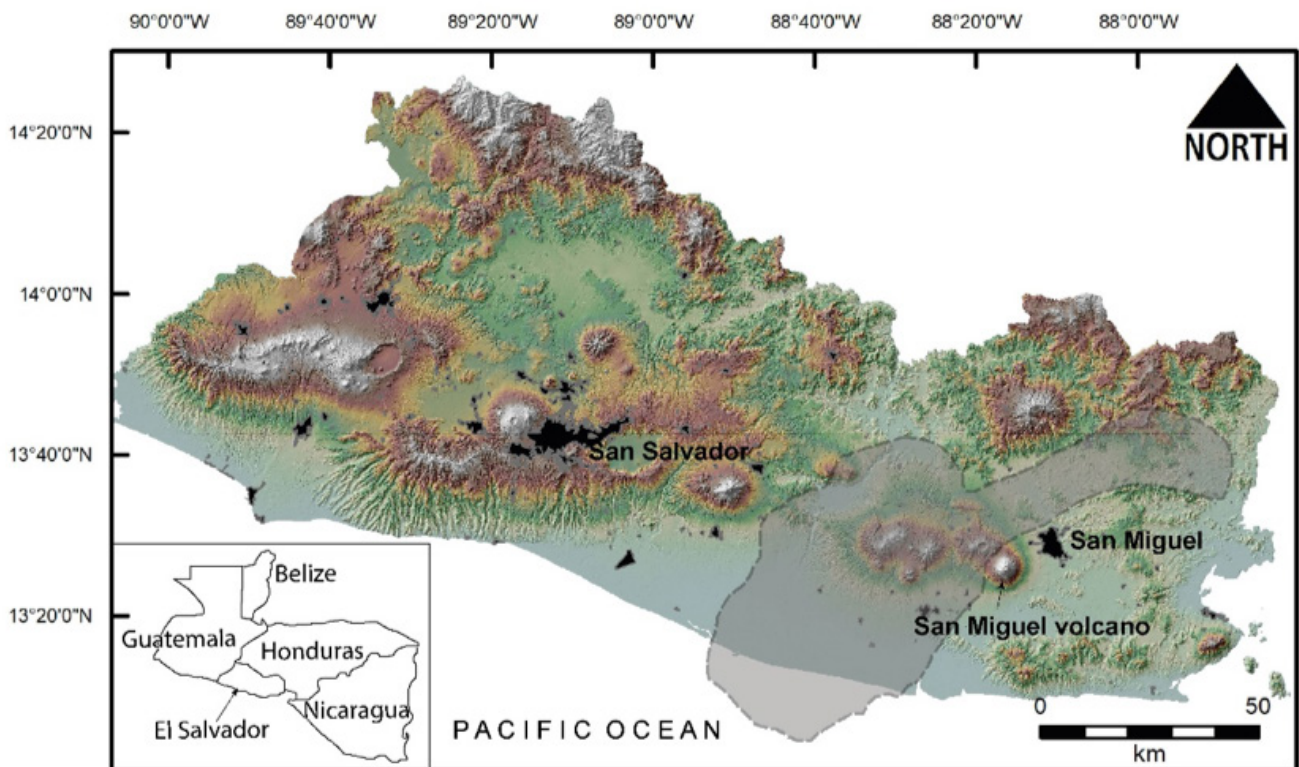 90°0'0"W 89°40'0"W 89°20'0"W 89°0'0"W 88°40'0"W 88°20'0"W 88°0'0"W
14°20'0"N
NORTH
14°0'0"N
13°40'0"N
San Salvador
San Miguel
13°20'0"N
San Miguel volcano
Belize
Guatemala
Honduras
Nicaragua
El Salvador
PACIFIC OCEAN
0 50
km